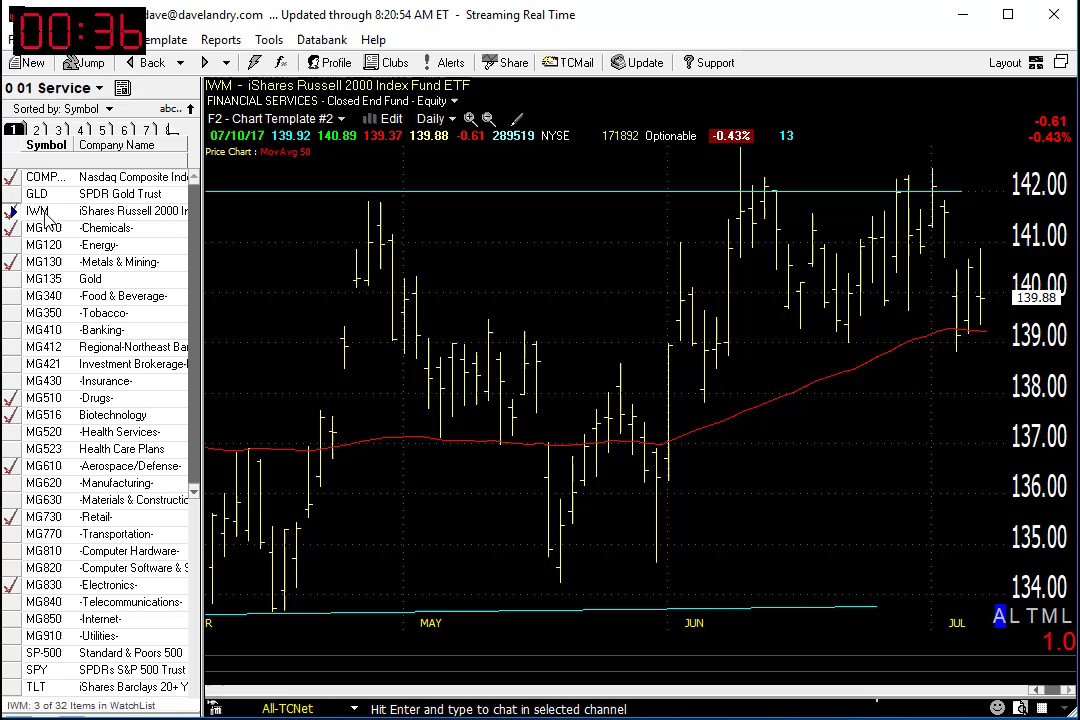 00:36
dave@davelandry.com ... Updated through 8:20:54 AM ET - Streaming Real Time
Template Reports Tools Databank Help
New Jump Back Profile Clubs Alerts Share TCMail Update Support Layout
0 01 Service
Sorted by: Symbol abc..
1 2 3 4 5 6 7
Symbol Company Name
COMP... Nasdaq Composite Inde
GLD SPDR Gold Trust
IWM iShares Russell 2000 In
-Chemicals-
MG120 -Energy-
MG130 -Metals & Mining-
MG135 Gold
MG340 -Food & Beverage-
MG350 -Tobacco-
MG410 -Banking-
MG412 Regional-Northeast Ba
MG421 Investment Brokerage-
MG430 -Insurance-
MG510 -Drugs-
MG516 Biotechnology
MG520 -Health Services-
MG523 Health Care Plans
MG610 -Aerospace/Defense-
MG620 -Manufacturing-
MG630 -Materials & Constructio
MG730 -Retail-
MG770 -Transportation-
MG810 -Computer Hardware-
MG820 -Computer Software & S
MG830 -Electronics-
MG840 -Telecommunications-
MG850 -Internet-
MG910 -Utilities-
SP-500 Standard & Poors 500
SPY SPDRs S&P 500 Trust
TLT iShares Barclays 20+ Y
IWM: 3 of 32 Items in WatchList
IWM - iShares Russell 2000 Index Fund ETF
FINANCIAL SERVICES - Closed End Fund - Equity
F2 - Chart Template #2 Edit Daily
07/10/17 139.92 140.89 139.37 139.88 -0.61 289519 NYSE 171892 Optionable -0.43% 13
-0.61
-0.43%
Price Chart : MovAvg 50
142.00
141.00
140.00
139.88
139.00
138.00
137.00
136.00
135.00
134.00
R MAY JUN JUL
A L T M L
1.0
All-TCNet Hit Enter and type to chat in selected channel